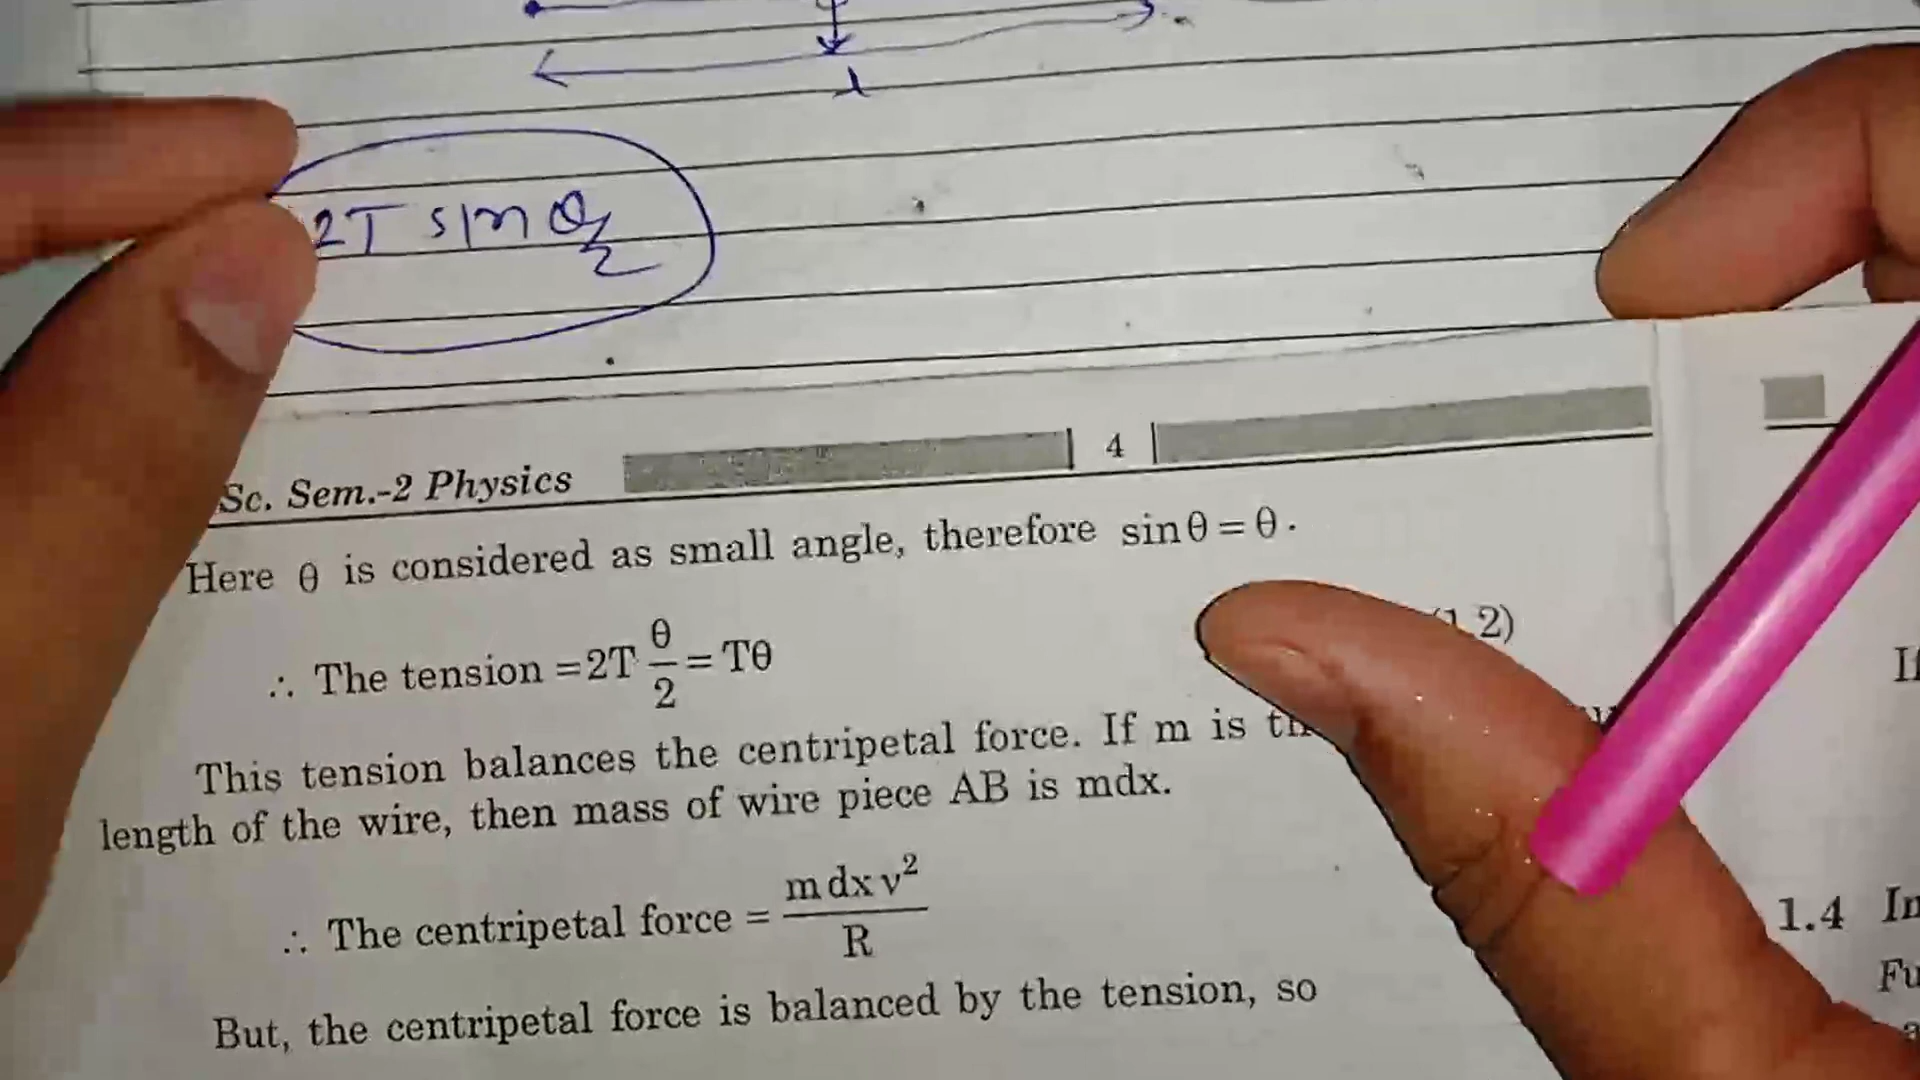 l
2T sin θ/2
Sc. Sem.-2 Physics 4
Here θ is considered as small angle, therefore sin θ = θ.
∴ The tension = 2T θ/2 = Tθ 1.2)
This tension balances the centripetal force. If m is
length of the wire, then mass of wire piece AB is mdx.
∴ The centripetal force = m dx v²/R
But, the centripetal force is balanced by the tension, so
1.4